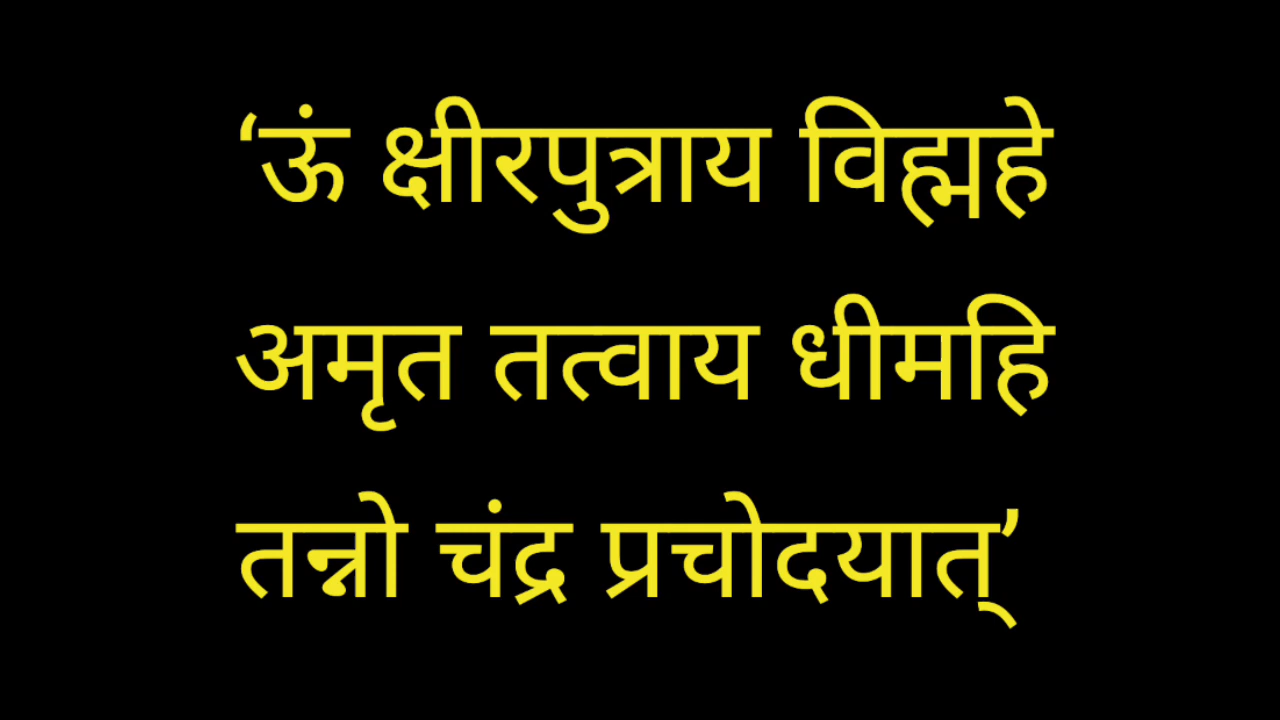 ‘ऊं क्षीरपुत्राय विह्महे
अमृत तत्वाय धीमहि
तन्नो चंद्र प्रचोदयात्’